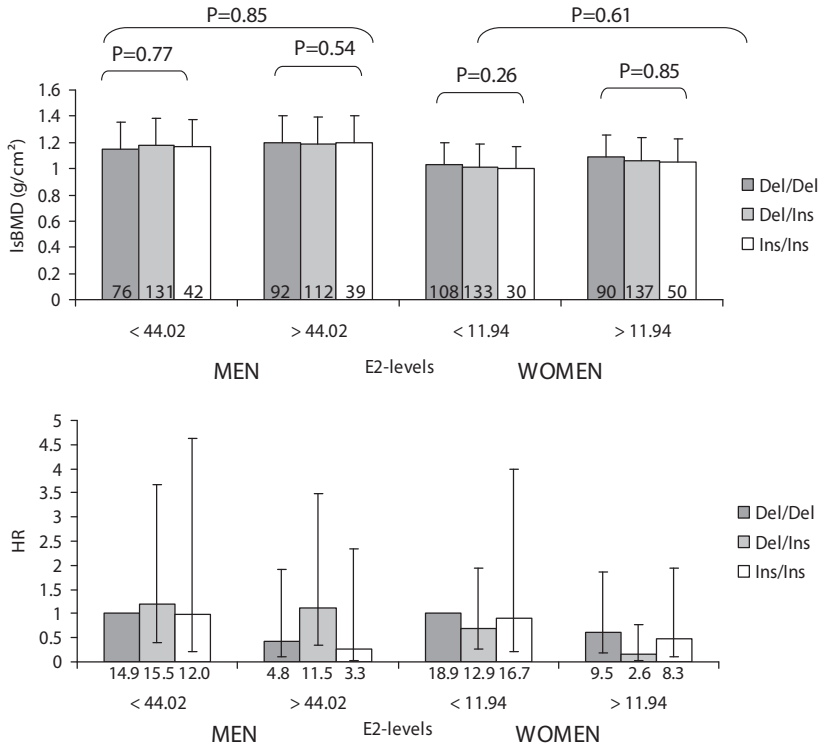 P=0.85 P=0.61
P=0.77 P=0.54 P=0.26 P=0.85
lsBMD (g/cm²)
1.6
1.4
1.2
1
0.8
0.6
0.4
0.2
0
76 131 42 92 112 39 108 133 30 90 137 50
Del/Del
Del/Ins
Ins/Ins
< 44.02 > 44.02 < 11.94 > 11.94
MEN E2-levels WOMEN
HR
5
4.5
4
3.5
3
2.5
2
1.5
1
0.5
0
Del/Del
Del/Ins
Ins/Ins
14.9 15.5 12.0 4.8 11.5 3.3 18.9 12.9 16.7 9.5 2.6 8.3
< 44.02 > 44.02 < 11.94 > 11.94
MEN E2-levels WOMEN